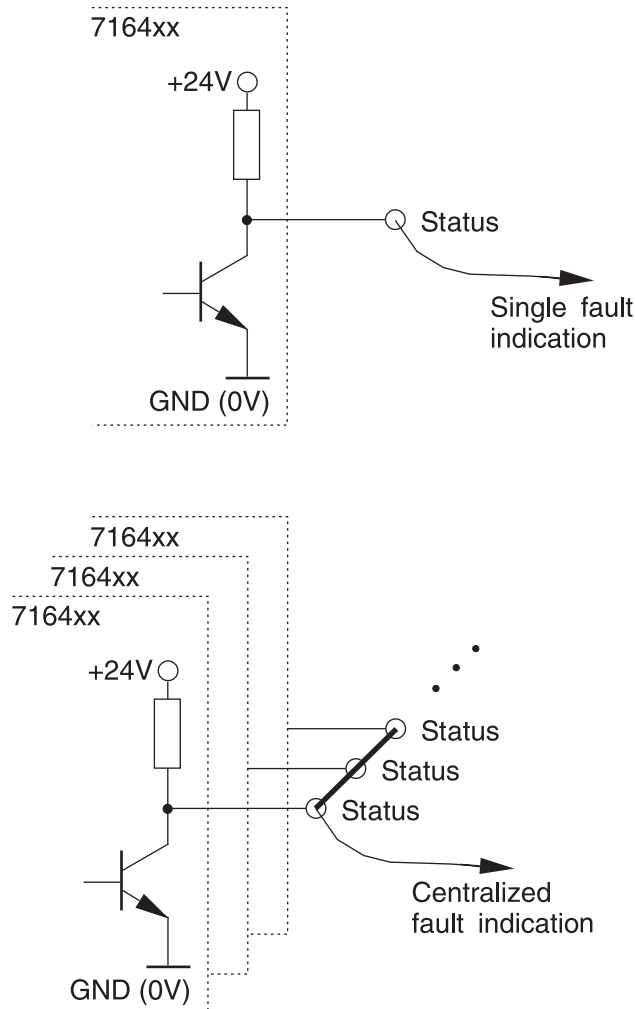 7164xx
+24V
Status
Single fault
indication
GND (0V)
7164xx
7164xx
7164xx
+24V
Status
Status
Status
Centralized
fault indication
GND (0V)